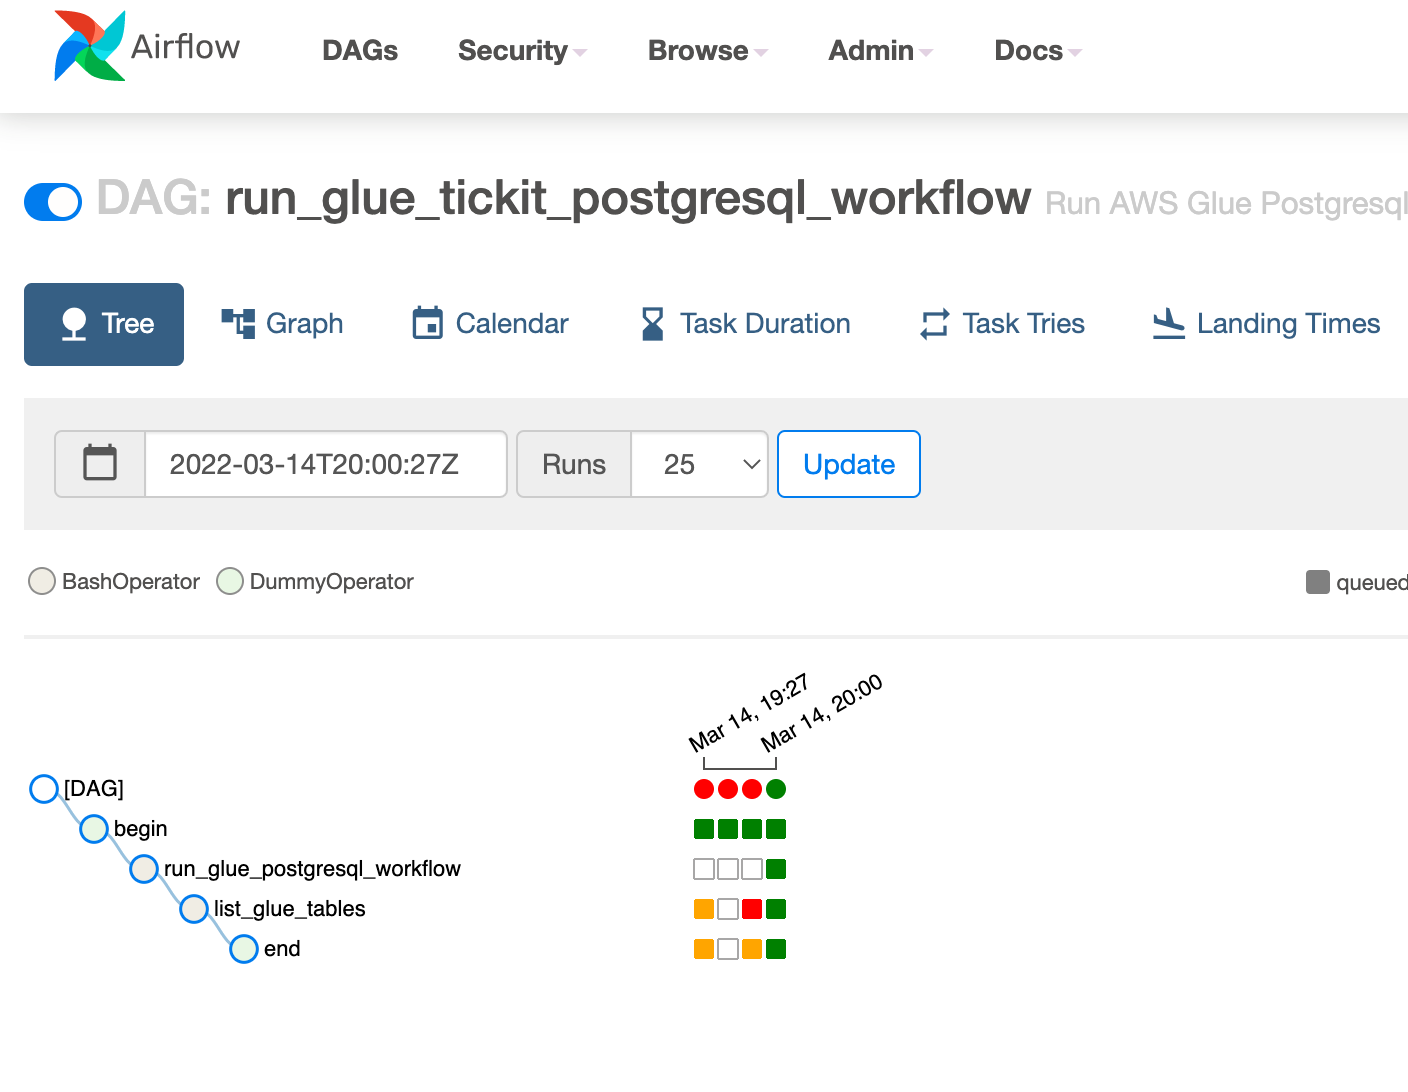 Airflow DAGs Security Browse Admin Docs
DAG: run_glue_tickit_postgresql_workflow Run AWS Glue Postgresql
Tree Graph Calendar Task Duration Task Tries Landing Times
2022-03-14T20:00:27Z Runs 25 Update
BashOperator DummyOperator queued
Mar 14, 19:27
Mar 14, 20:00
[DAG]
begin
run_glue_postgresql_workflow
list_glue_tables
end